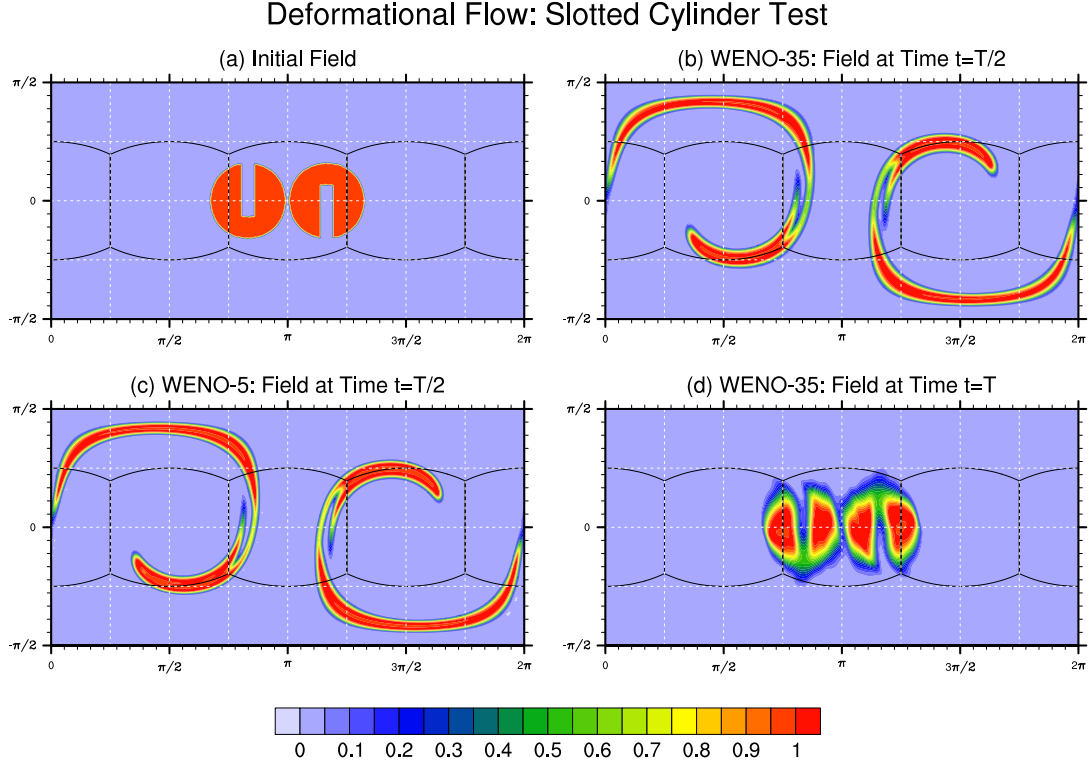 Deformational Flow: Slotted Cylinder Test
(a) Initial Field
π/2
0
-π/2
0 π/2 π 3π/2 2π
(b) WENO-35: Field at Time t=T/2
π/2
0
-π/2
0 π/2 π 3π/2 2π
(c) WENO-5: Field at Time t=T/2
π/2
0
-π/2
0 π/2 π 3π/2 2π
(d) WENO-35: Field at Time t=T
π/2
0
-π/2
0 π/2 π 3π/2 2π
0 0.1 0.2 0.3 0.4 0.5 0.6 0.7 0.8 0.9 1